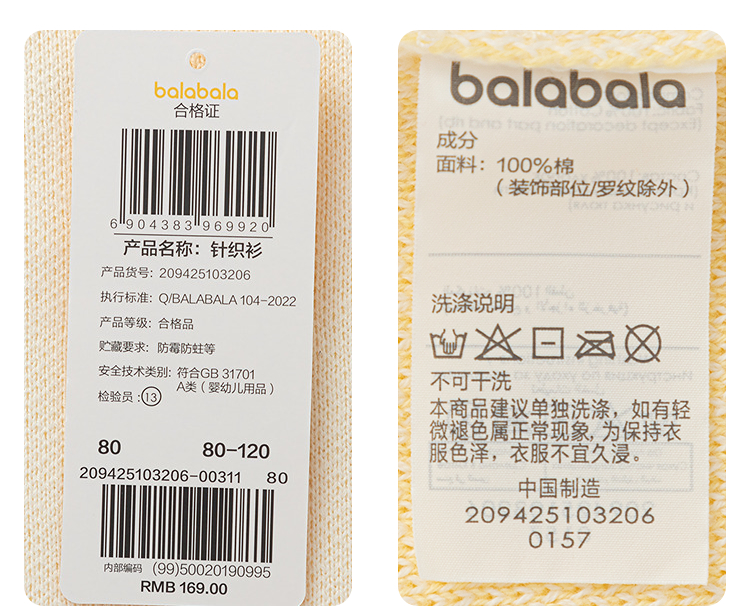 balabala
合格证
6 904383 969920
产品名称：针织衫
产品货号：209425103206
执行标准：Q/BALABALA 104-2022
产品等级：合格品
贮藏要求：防霉防蛀等
安全技术类别：符合GB 31701
A类（婴幼儿用品）
检验员：13
80 80-120
209425103206-00311 80
内部编码 (99)50020190995
RMB 169.00
balabala
成分
面料：100%棉
（装饰部位/罗纹除外）
洗涤说明
不可干洗
本商品建议单独洗涤，如有轻
微褪色属正常现象，为保持衣
服色泽，衣服不宜久浸。
中国制造
209425103206
0157